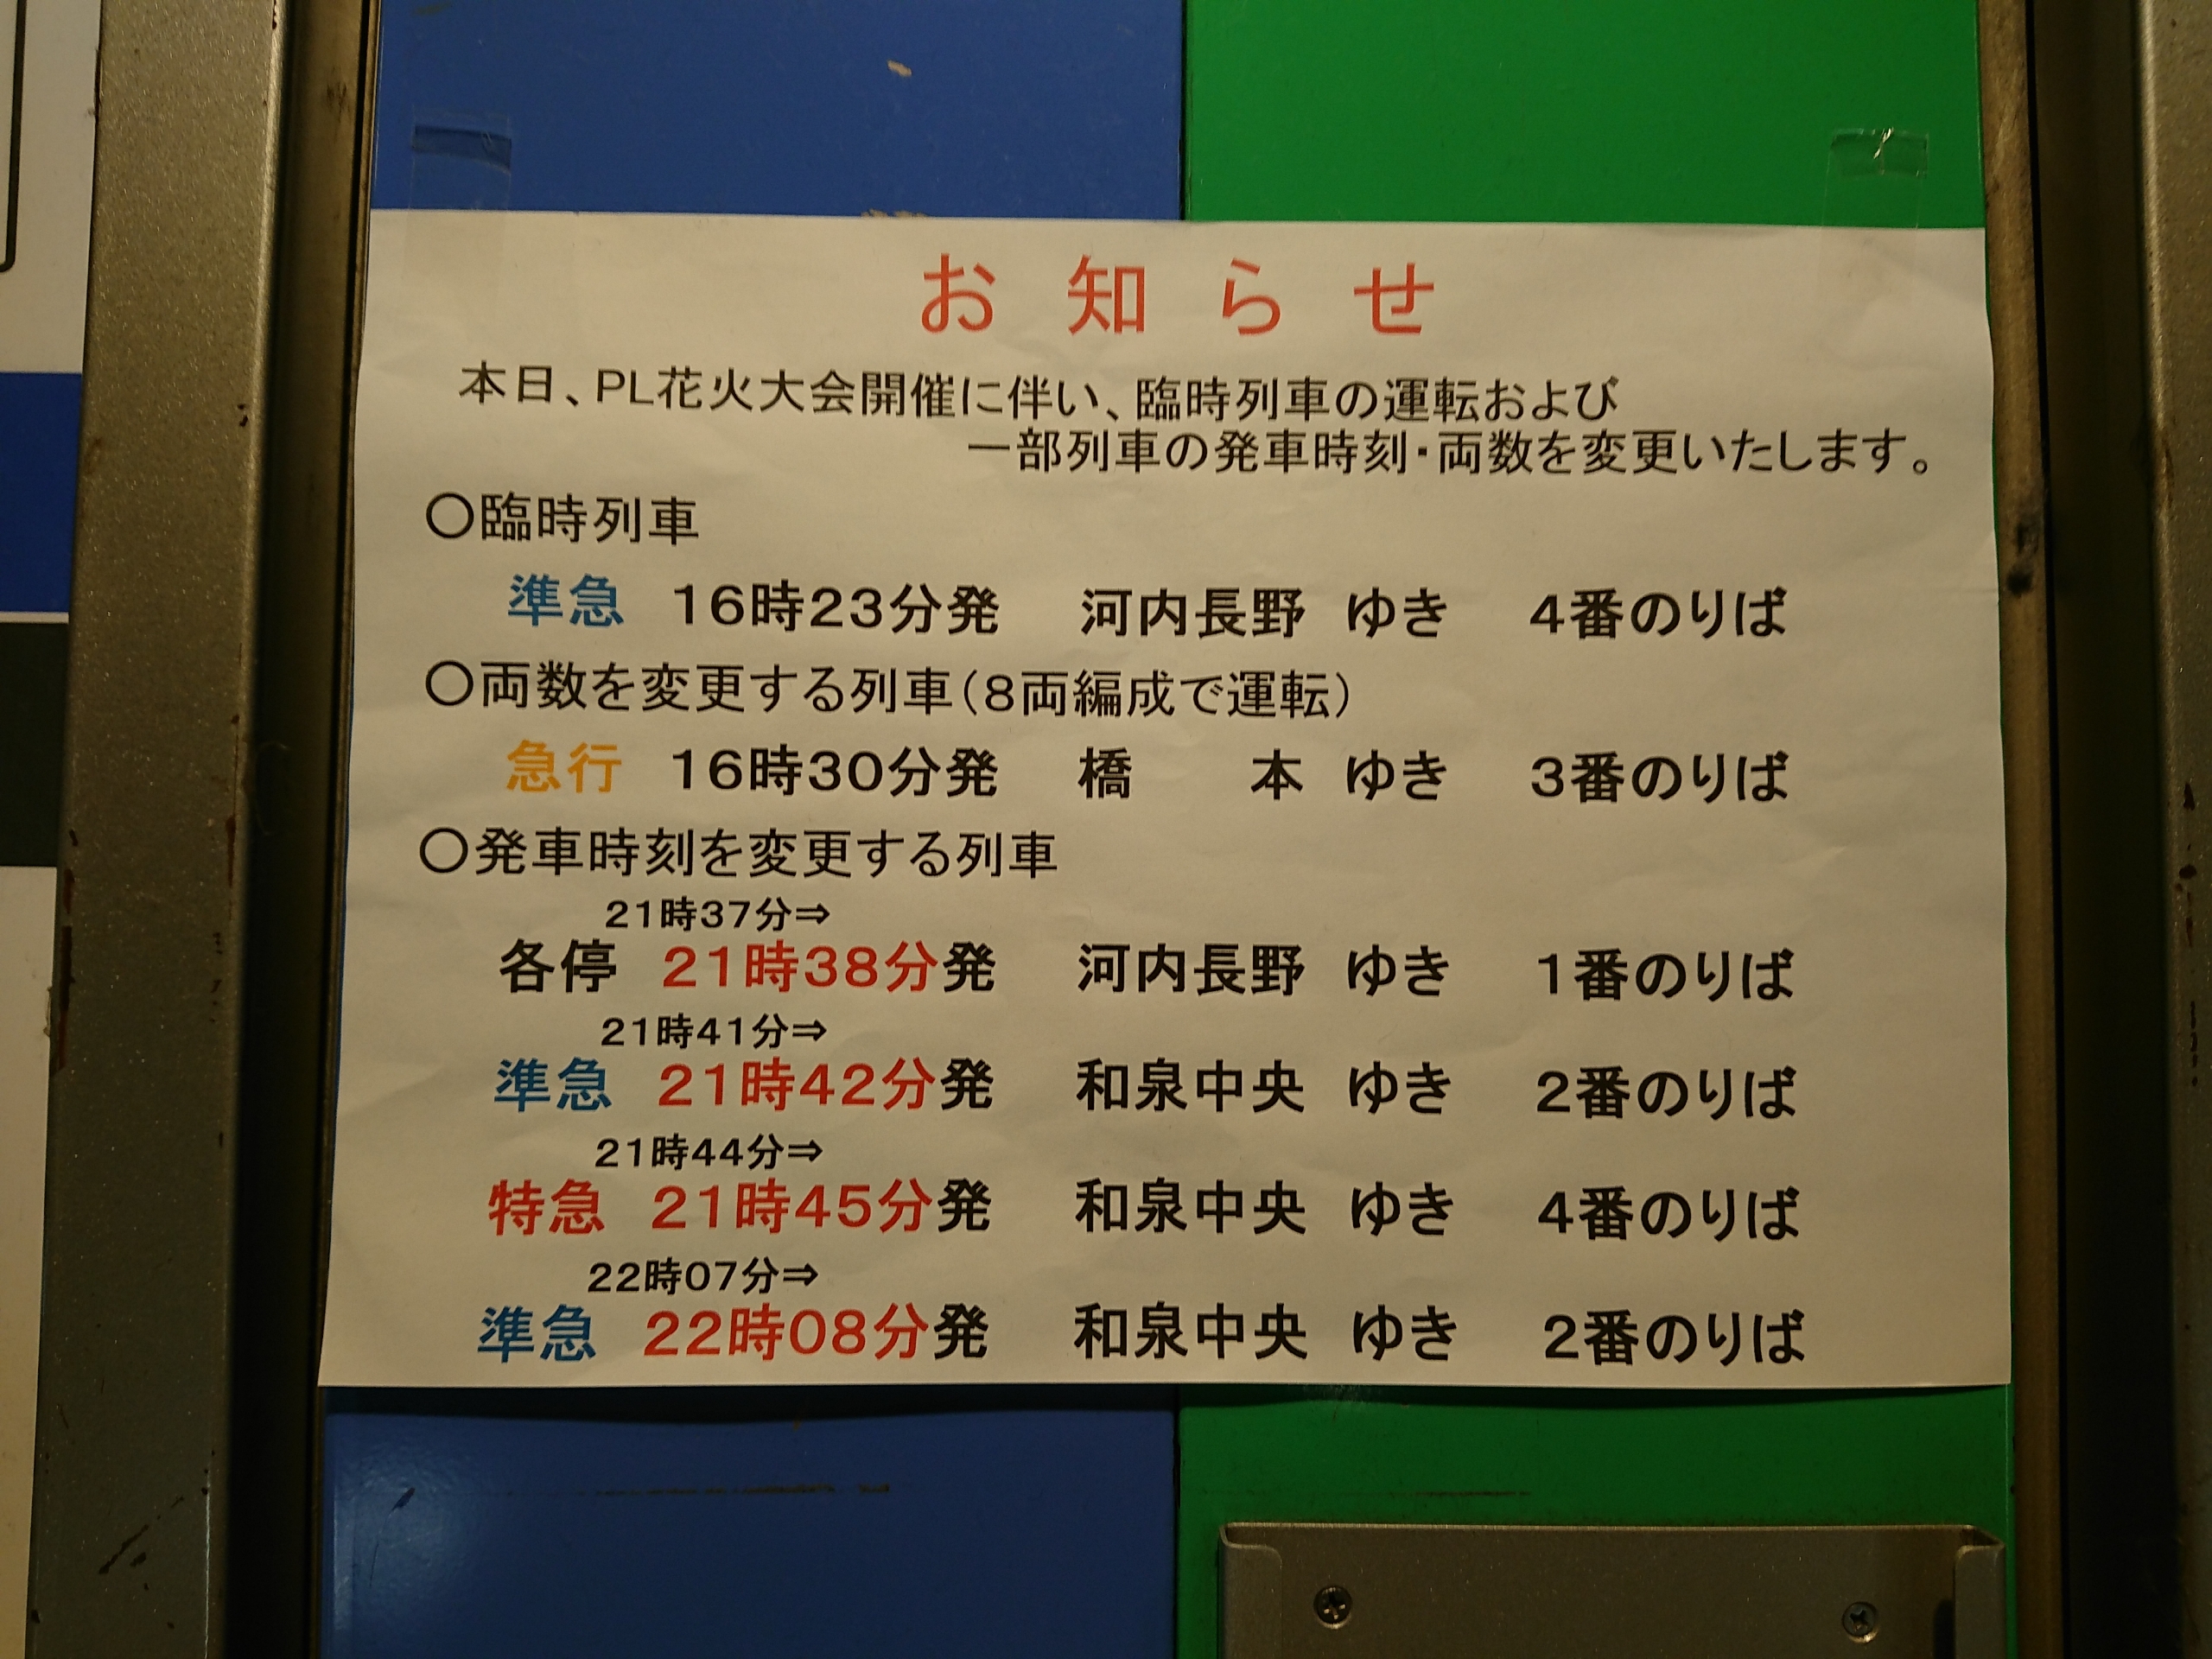 お知らせ
本日、PL花火大会開催に伴い、臨時列車の運転および
一部列車の発車時刻・両数を変更いたします。
〇臨時列車
準急 16時23分発 河内長野 ゆき 4番のりば
〇両数を変更する列車(8両編成で運転)
急行 16時30分発 橋本 ゆき 3番のりば
〇発車時刻を変更する列車
21時37分⇒
各停 21時38分発 河内長野 ゆき 1番のりば
21時41分⇒
準急 21時42分発 和泉中央 ゆき 2番のりば
21時44分⇒
特急 21時45分発 和泉中央 ゆき 4番のりば
22時07分⇒
準急 22時08分発 和泉中央 ゆき 2番のりば